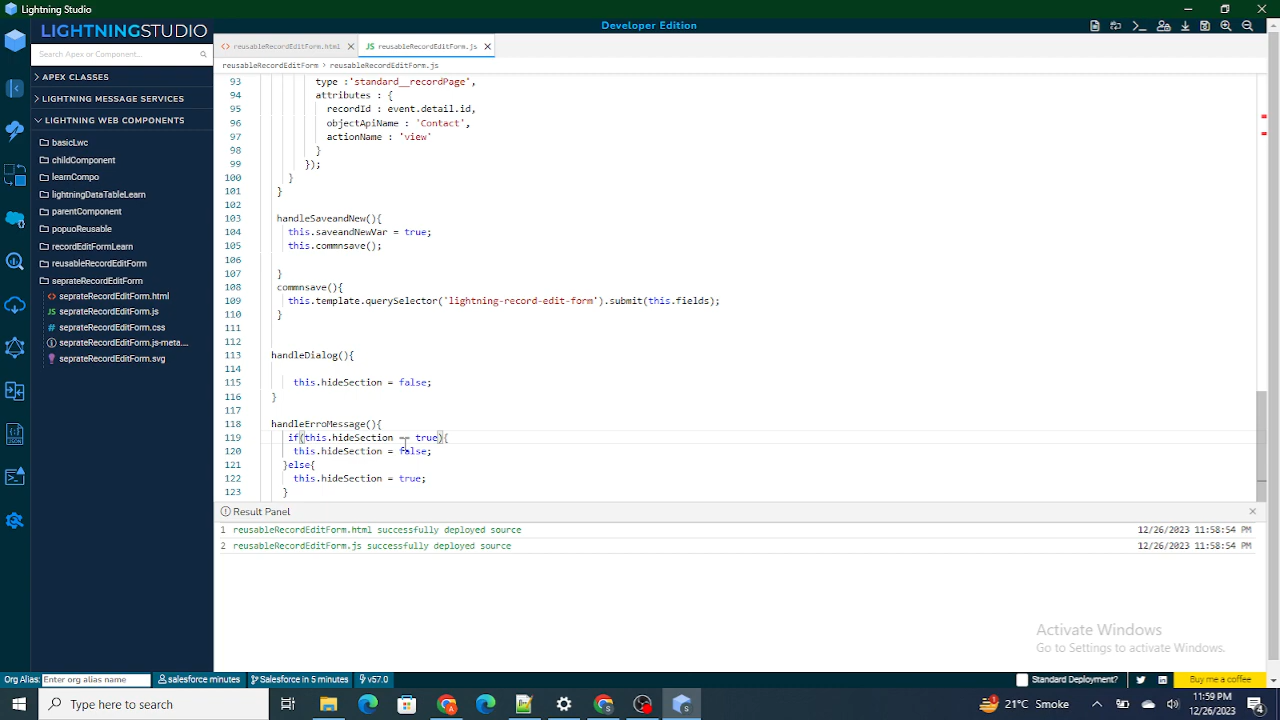 Lightning Studio
LIGHTNINGSTUDIO
Developer Edition
Search Apex or Component...
APEX CLASSES
LIGHTNING MESSAGE SERVICES
LIGHTNING WEB COMPONENTS
basicLwc
childComponent
learnCompo
lightningDataTableLearn
parentComponent
popuoReusable
recordEditFormLearn
reusableRecordEditForm
seprateRecordEditForm
seprateRecordEditForm.html
seprateRecordEditForm.js
seprateRecordEditForm.css
seprateRecordEditForm.js-meta....
seprateRecordEditForm.svg
reusableRecordEditForm.html
JS reusableRecordEditForm.js
reusableRecordEditForm > reusableRecordEditForm.js
93 type :'standard__recordPage',
94 attributes : {
95 recordId : event.detail.id,
96 objectApiName : 'Contact',
97 actionName : 'view'
98 }
99 });
100 }
101 }
102
103 handleSaveandNew(){
104 this.saveandNewVar = true;
105 this.commnsave();
106
107 }
108 commnsave(){
109 this.template.querySelector('lightning-record-edit-form').submit(this.fields);
110 }
111
112
113 handleDialog(){
114
115 this.hideSection = false;
116 }
117
118 handleErroMessage(){
119 if(this.hideSection == true){
120 this.hideSection = false;
121 }else{
122 this.hideSection = true;
123 }
Result Panel
1 reusableRecordEditForm.html successfully deployed source 12/26/2023 11:58:54 PM
2 reusableRecordEditForm.js successfully deployed source 12/26/2023 11:58:54 PM
Activate Windows
Go to Settings to activate Windows.
Org Alias: Enter org alias name salesforce minutes Salesforce in 5 minutes v57.0 Standard Deployment? Buy me a coffee
Type here to search
21°C Smoke
11:59 PM
12/26/2023
4